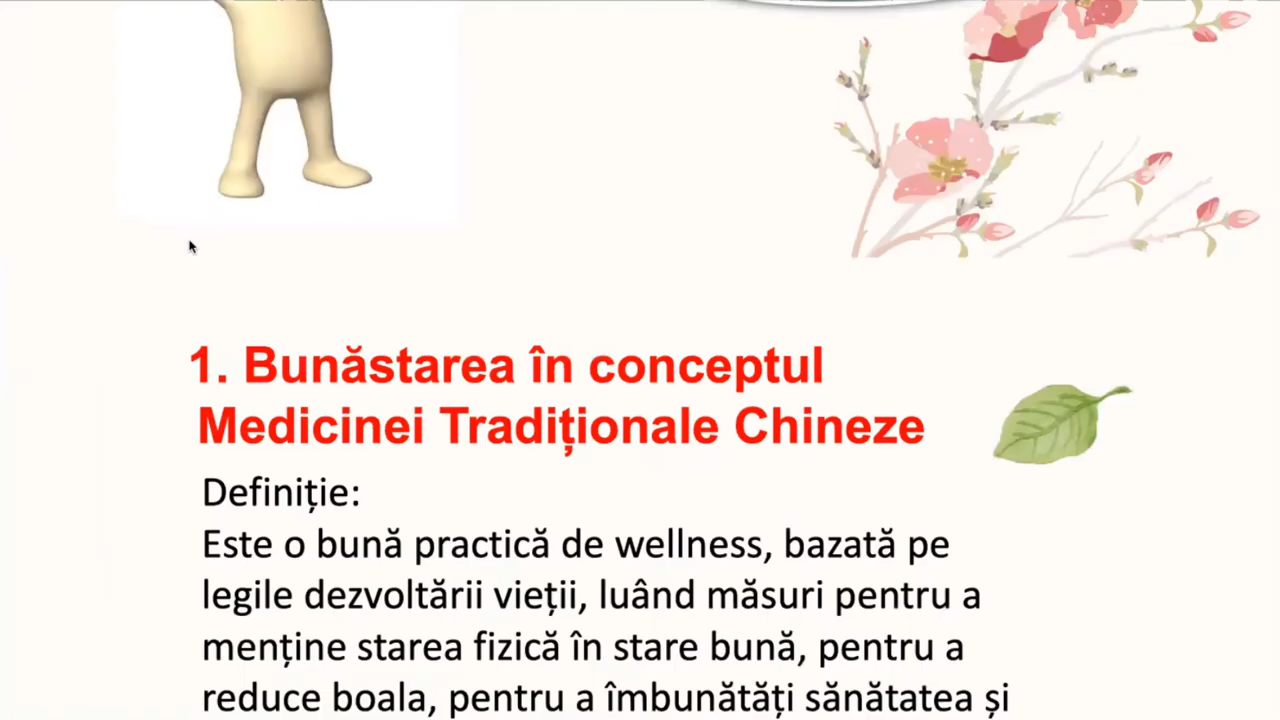 1. Bunăstarea în conceptul
Medicinei Tradiționale Chineze
Definiție:
Este o bună practică de wellness, bazată pe
legile dezvoltării vieții, luând măsuri pentru a
menține starea fizică în stare bună, pentru a
reduce boala, pentru a îmbunătăți sănătatea și